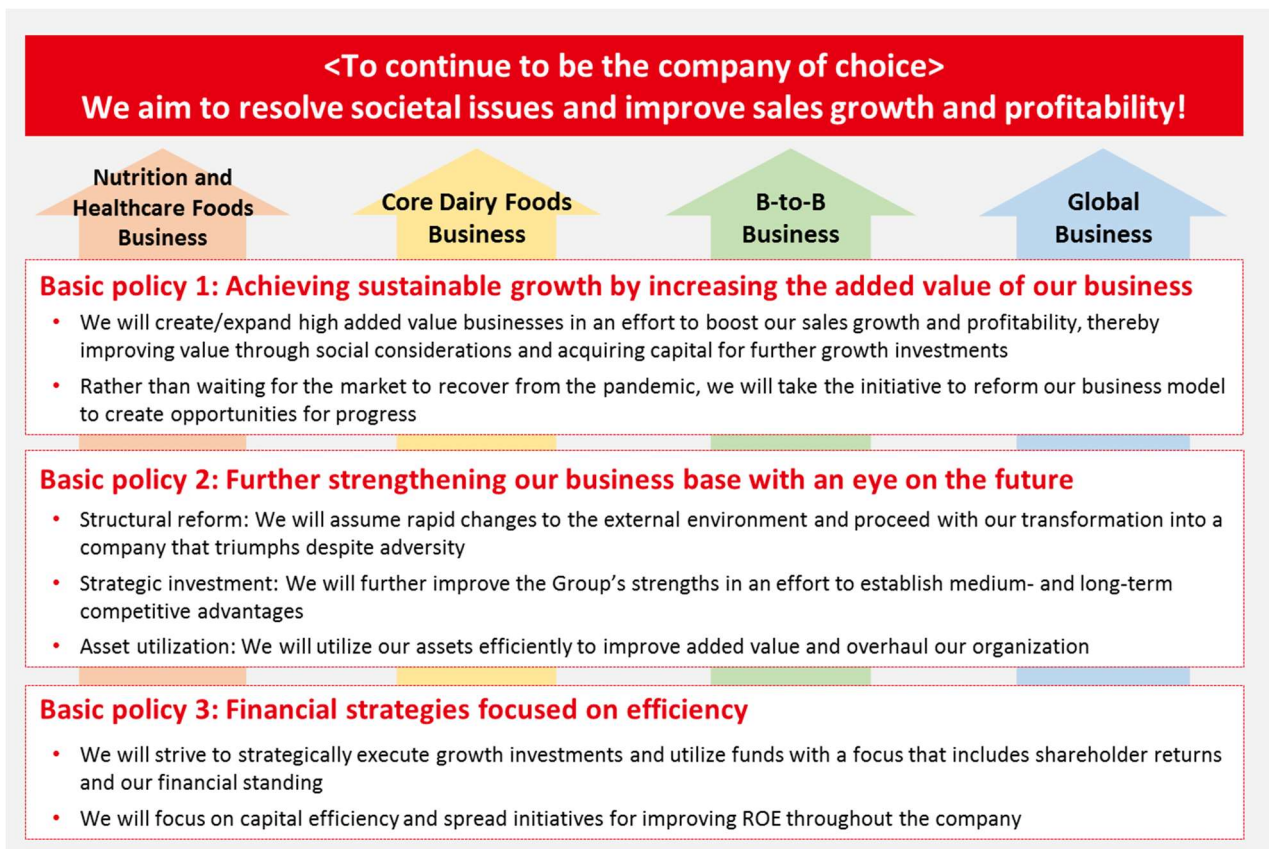 <To continue to be the company of choice>
We aim to resolve societal issues and improve sales growth and profitability!
Nutrition and
Healthcare Foods
Business
Core Dairy Foods
Business
B-to-B
Business
Global
Business
Basic policy 1: Achieving sustainable growth by increasing the added value of our business
• We will create/expand high added value businesses in an effort to boost our sales growth and profitability, thereby
improving value through social considerations and acquiring capital for further growth investments
• Rather than waiting for the market to recover from the pandemic, we will take the initiative to reform our business model
to create opportunities for progress
Basic policy 2: Further strengthening our business base with an eye on the future
• Structural reform: We will assume rapid changes to the external environment and proceed with our transformation into a
company that triumphs despite adversity
• Strategic investment: We will further improve the Group's strengths in an effort to establish medium- and long-term
competitive advantages
• Asset utilization: We will utilize our assets efficiently to improve added value and overhaul our organization
Basic policy 3: Financial strategies focused on efficiency
• We will strive to strategically execute growth investments and utilize funds with a focus that includes shareholder returns
and our financial standing
• We will focus on capital efficiency and spread initiatives for improving ROE throughout the company